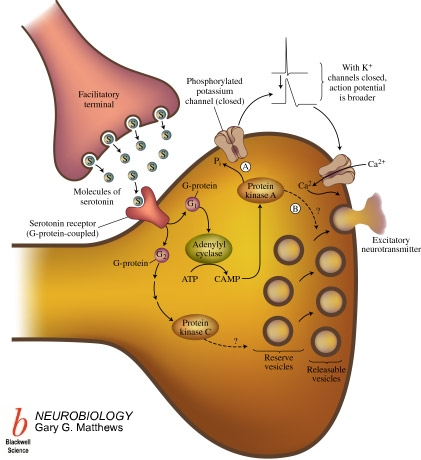 Facilitatory
terminal
S
S
S
S
S
S
S
S
S
S
S
Molecules of
serotonin
Serotonin receptor
(G-protein-coupled)
Phosphorylated
potassium
channel (closed)
With K+
channels closed,
action potential
is broader
Pi
A
Ca2+
Ca2+
G-protein
G
Protein
kinase A
B
?
Excitatory
neurotransmitter
G-protein
G2
Adenylyl
cyclase
ATP
CAMP
Protein
kinase C
?
Reserve
vesicles
Releasable
vesicles
b
Blackwell
Science
NEUROBIOLOGY
Gary G. Matthews